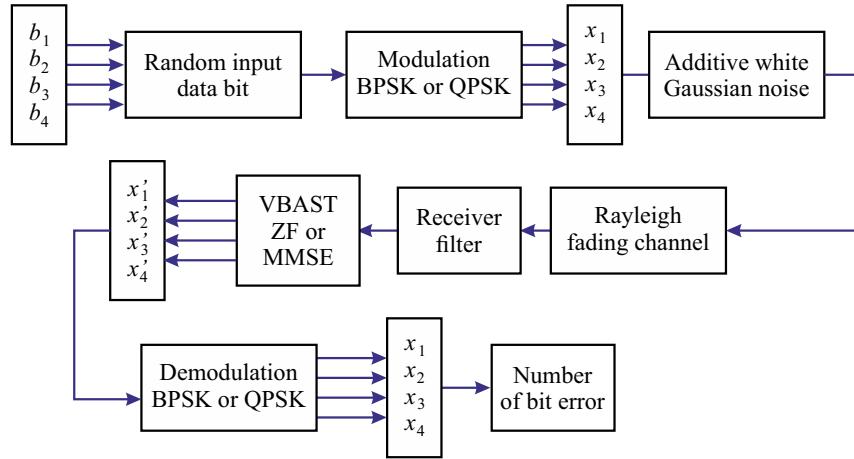 b1
b2
b3
b4
Random input
data bit
Modulation
BPSK or QPSK
x1
x2
x3
x4
Additive white
Gaussian noise
x'1
x'2
x'3
x'4
VBAST
ZF or
MMSE
Receiver
filter
Rayleigh
fading channel
Demodulation
BPSK or QPSK
x1
x2
x3
x4
Number
of bit error